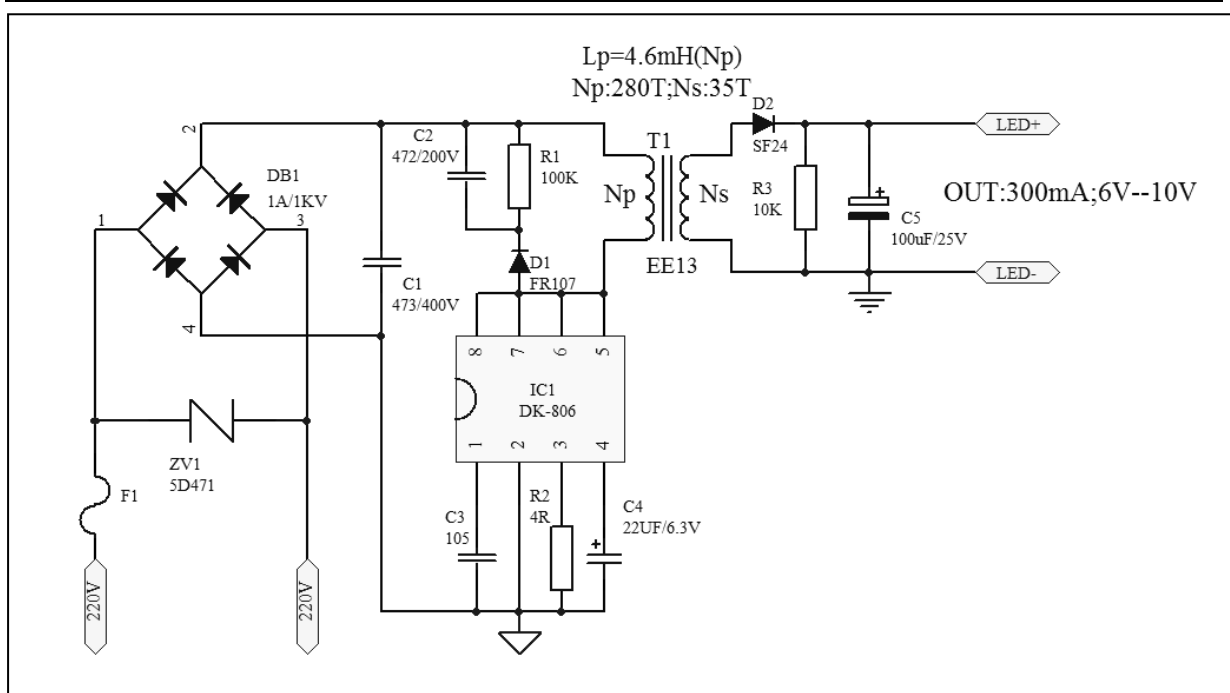 Lp=4.6mH(Np)
Np:280T;Ns:35T
2
C2
472/200V
R1
100K
T1
D2
SF24
LED+
DB1
1A/1KV
Np
Ns
R3
10K
OUT:300mA;6V--10V
1
3
C5
100uF/25V
D1
FR107
EE13
LED-
C1
473/400V
4
8
7
6
5
IC1
DK-806
1
2
3
4
ZV1
5D471
F1
R2
4R
C4
22UF/6.3V
C3
105
220V
220V
+
+